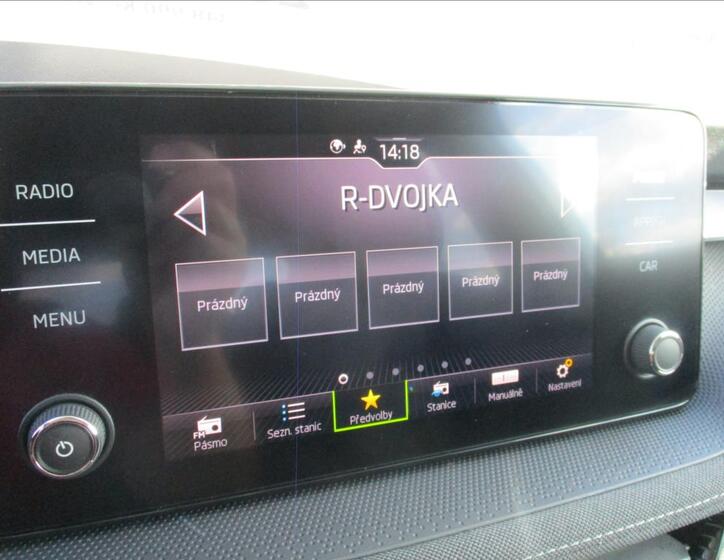 14:18
RADIO
R-DVOJKA
MEDIA
CAR
MENU
Prázdný
Prázdný
Prázdný
Prázdný
Prázdný
FM
Pásmo
Sezn. stanic
Předvolby
Stanice
Manuálně
Nastavení